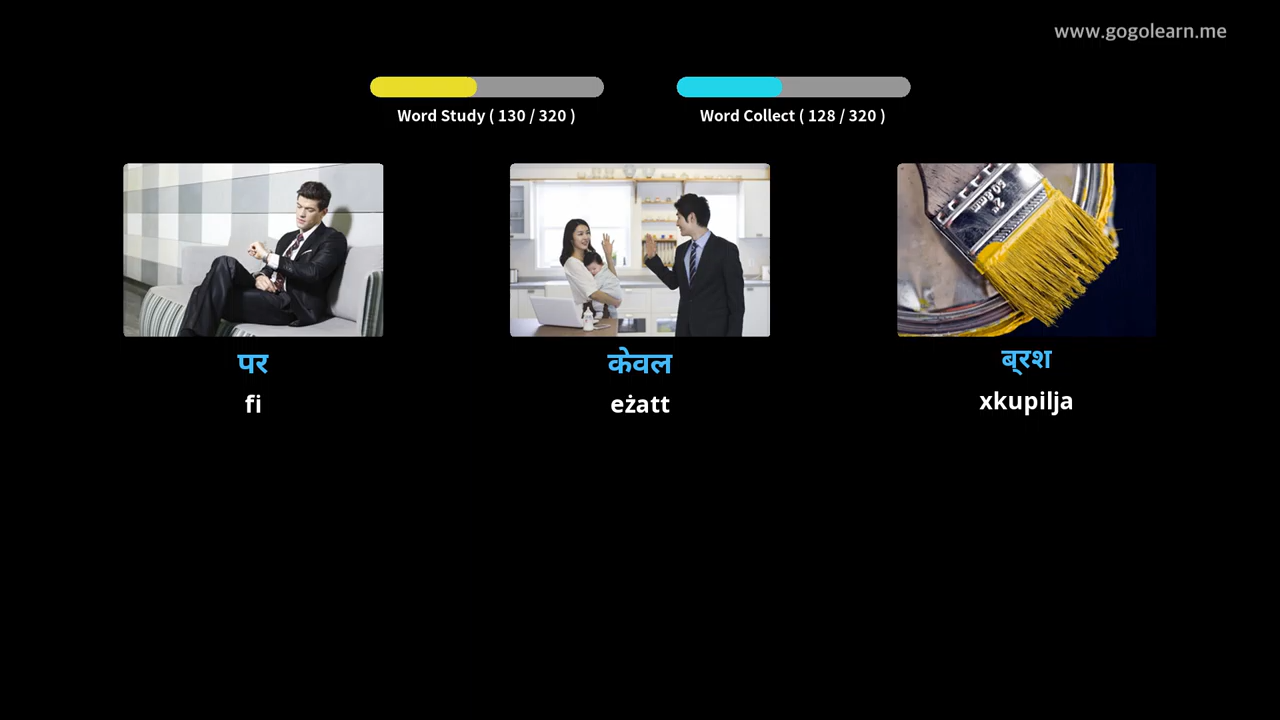 www.gogolearn.me
Word Study ( 130 / 320 )
Word Collect ( 128 / 320 )
पर
fi
केवल
eżatt
ब्रश
xkupilja